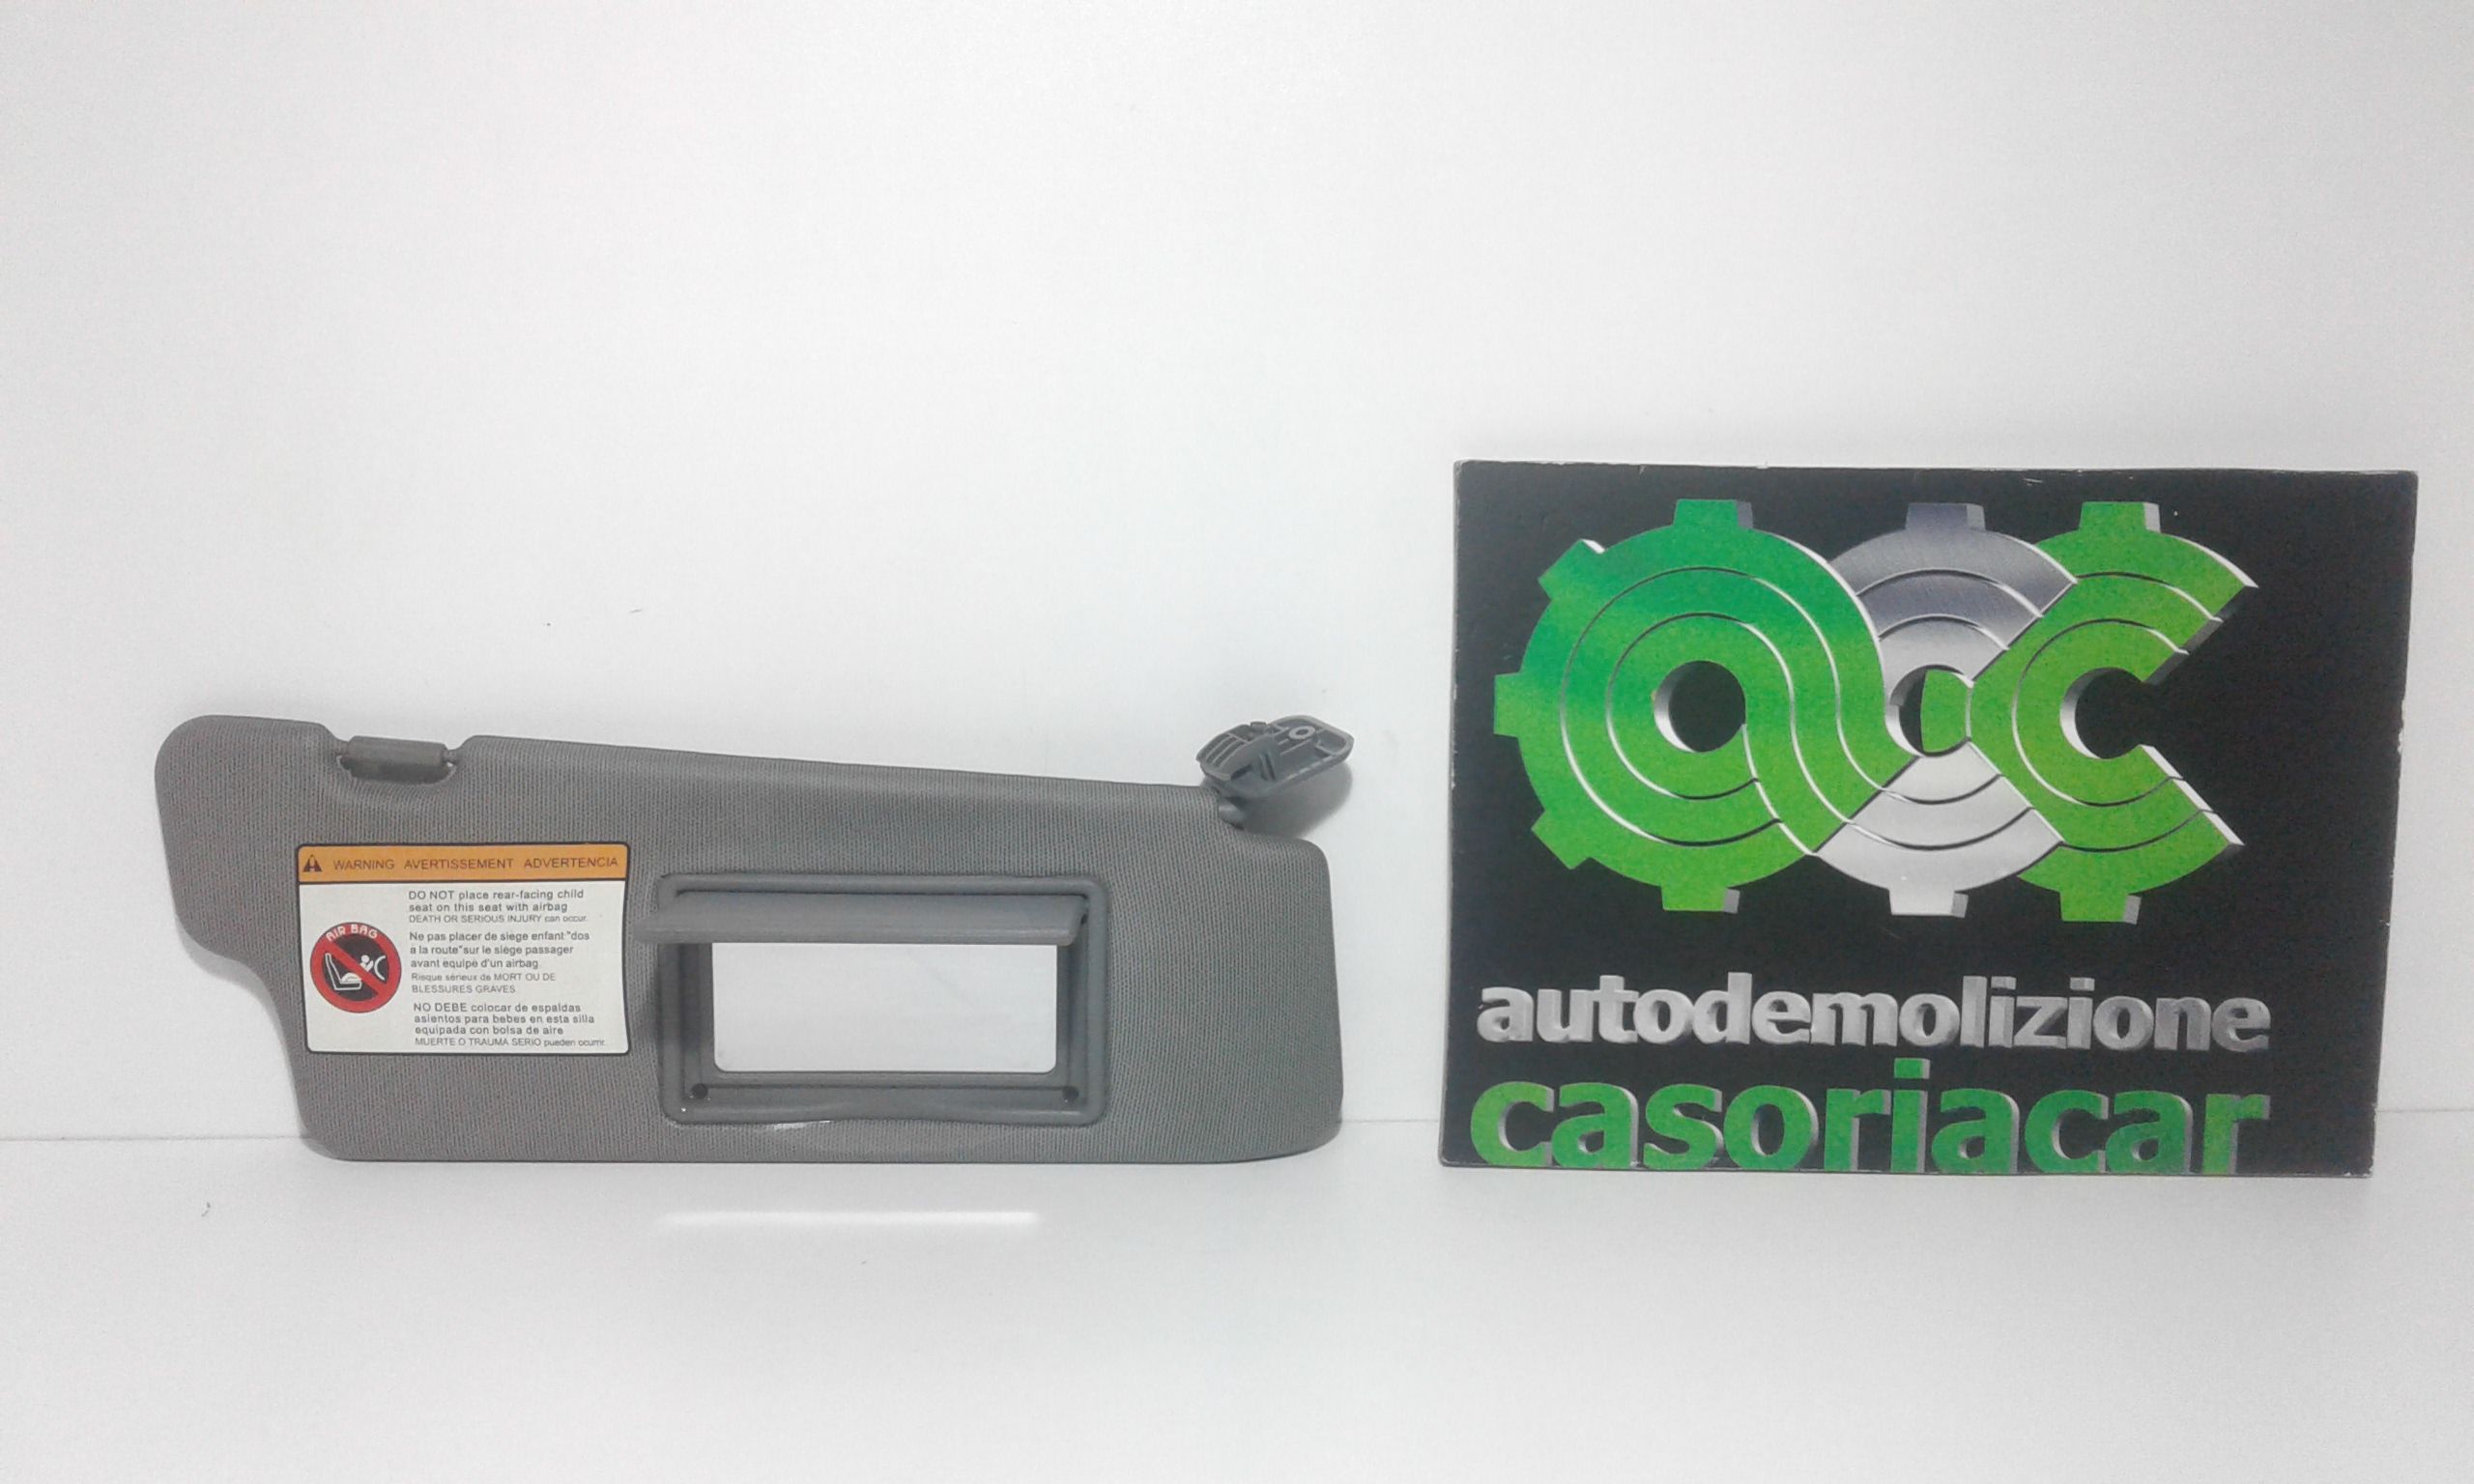 WARNING AVERTISSEMENT ADVERTENCIA
DO NOT place rear-facing child
seat on this seat with airbag
DEATH OR SERIOUS INJURY can occur.
AIR BAG
Ne pas placer de siege enfant "dos
a la route" sur le siege passager
avant equipe d'un airbag
Risque sérieux de MORT OU DE
BLESSURES GRAVES
NO DEBE colocar de espaldas
asientos para bebes en esta silla
equipada con bolsa de aire
MUERTE O TRAUMA SERIO pueden ocurrir.
acc
autodemolizione
casoriacar